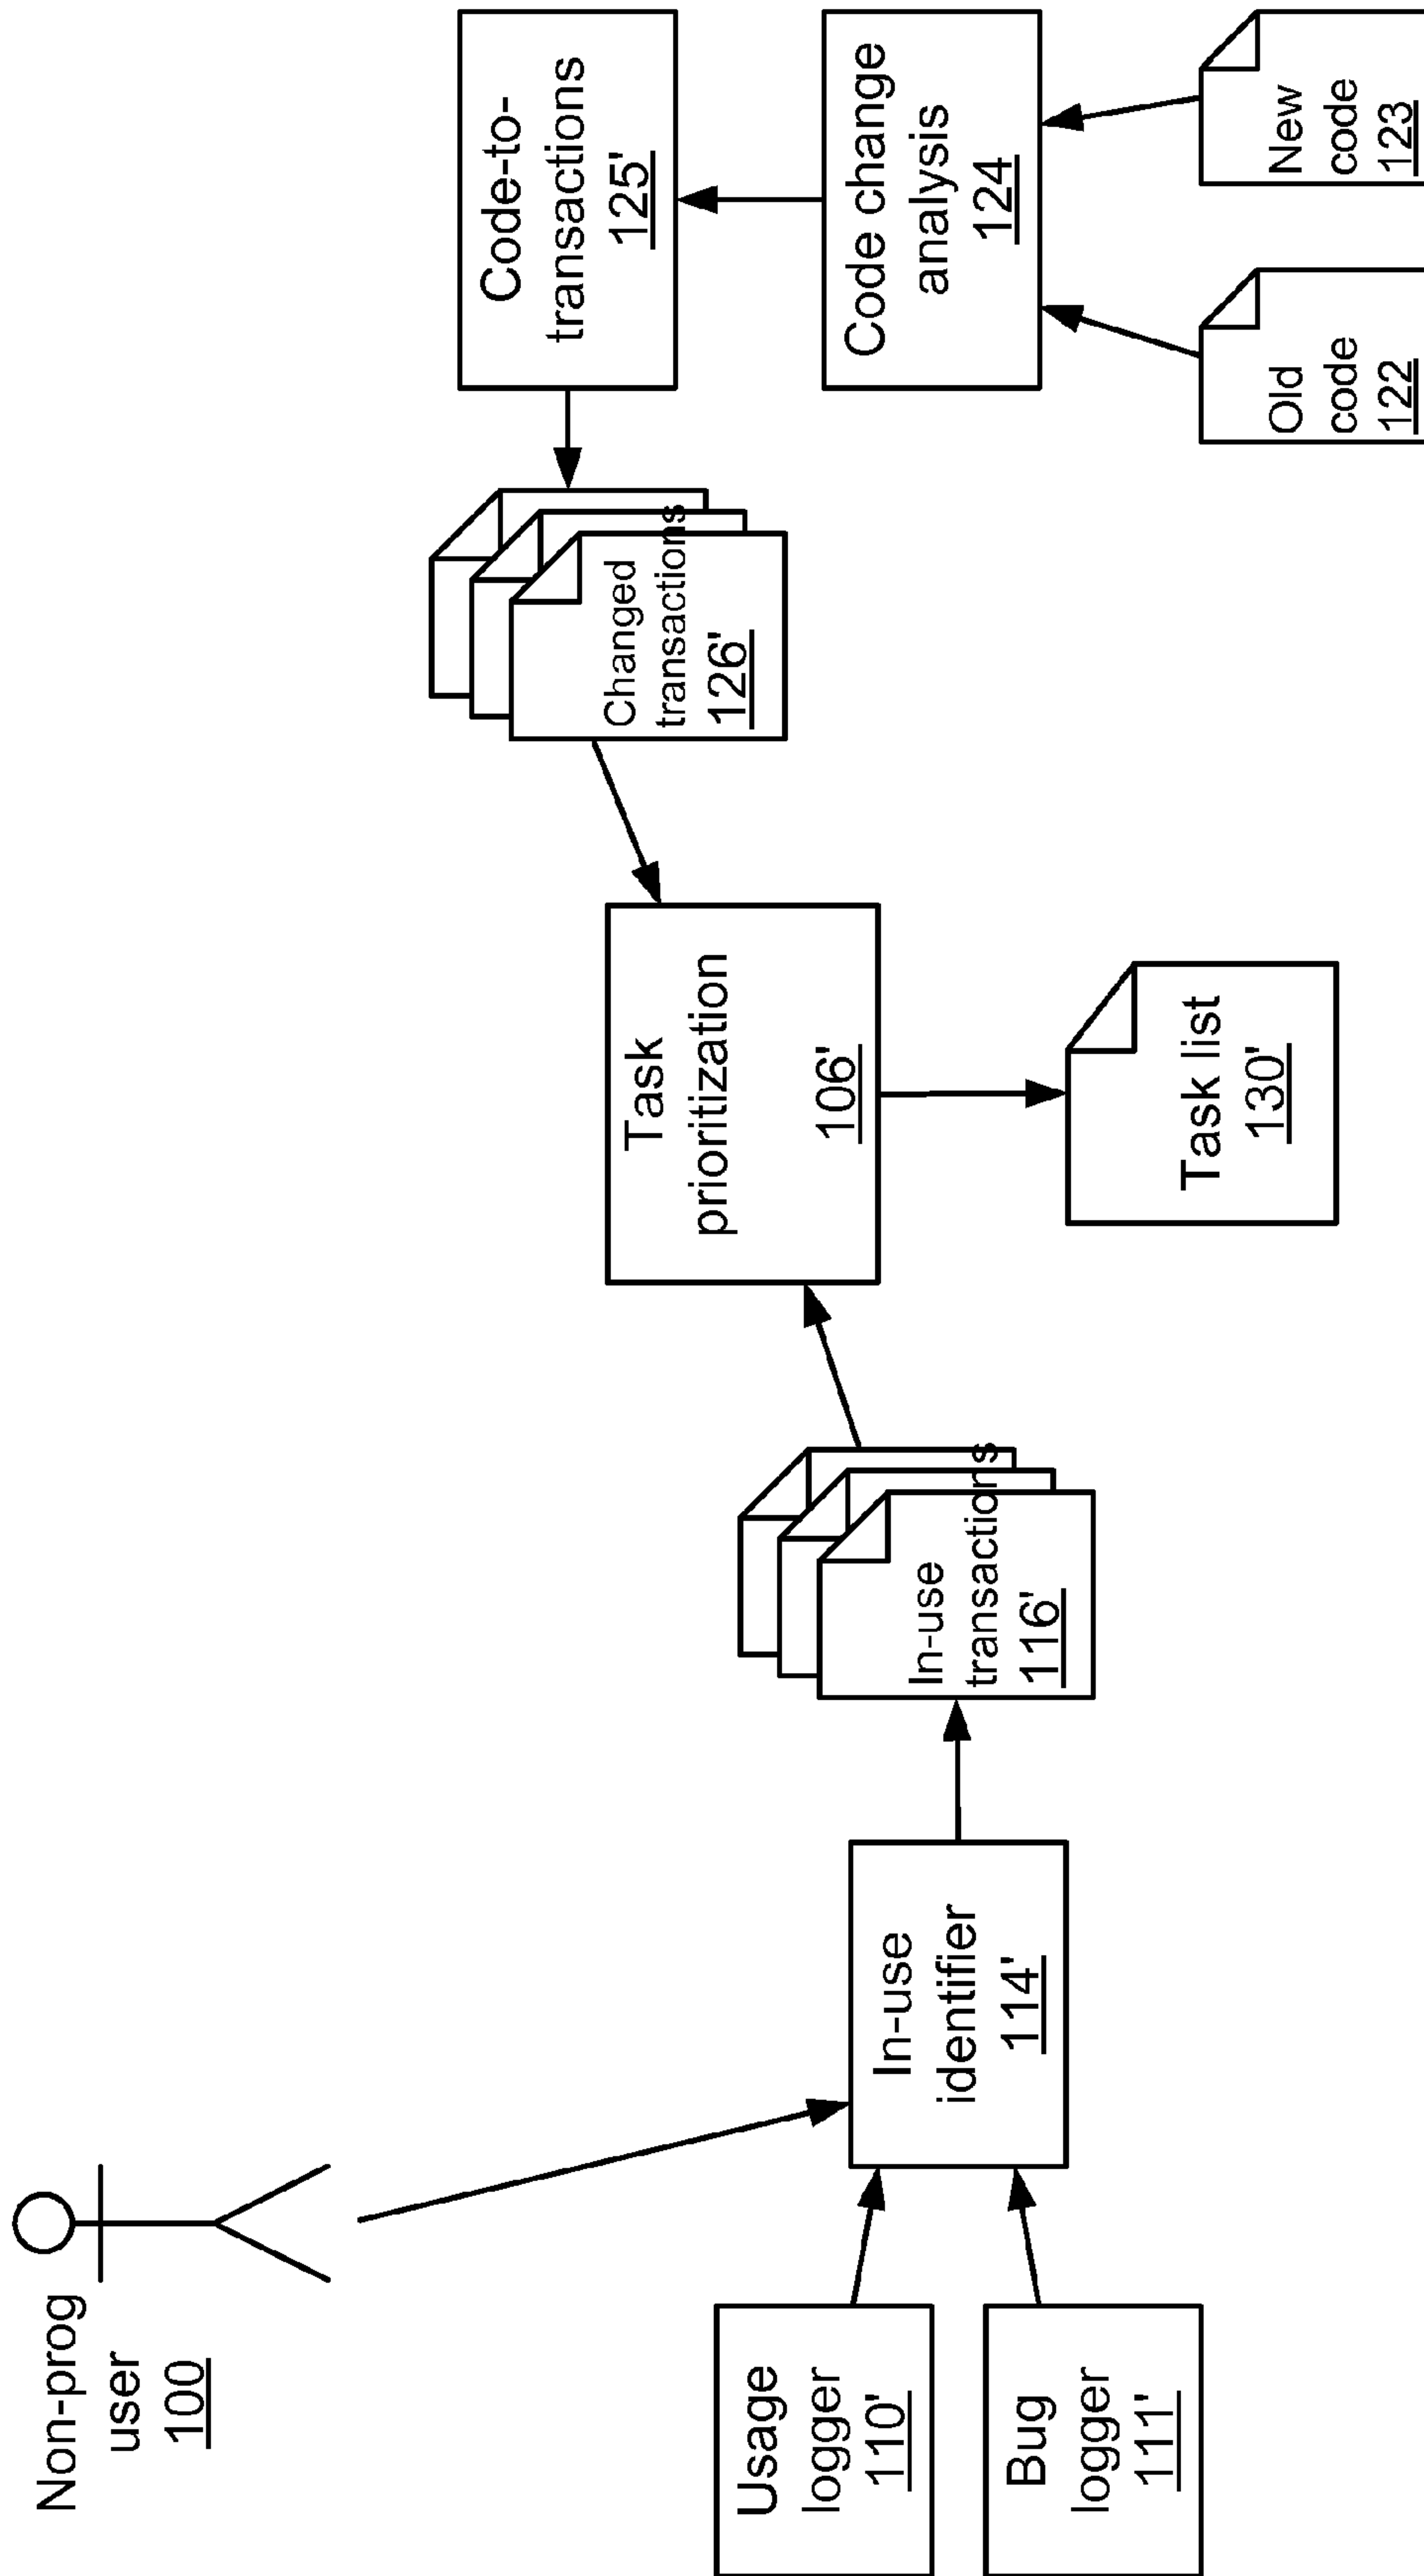 Non-prog
user
100
Usage
logger
110'
Bug
logger
111'
In-use
identifier
114'
In-use
transactions
116'
Task
prioritization
106'
Task list
130'
Changed
transactions
126'
Code-to-
transactions
125'
Code change
analysis
124
Old
code
122
New
code
123